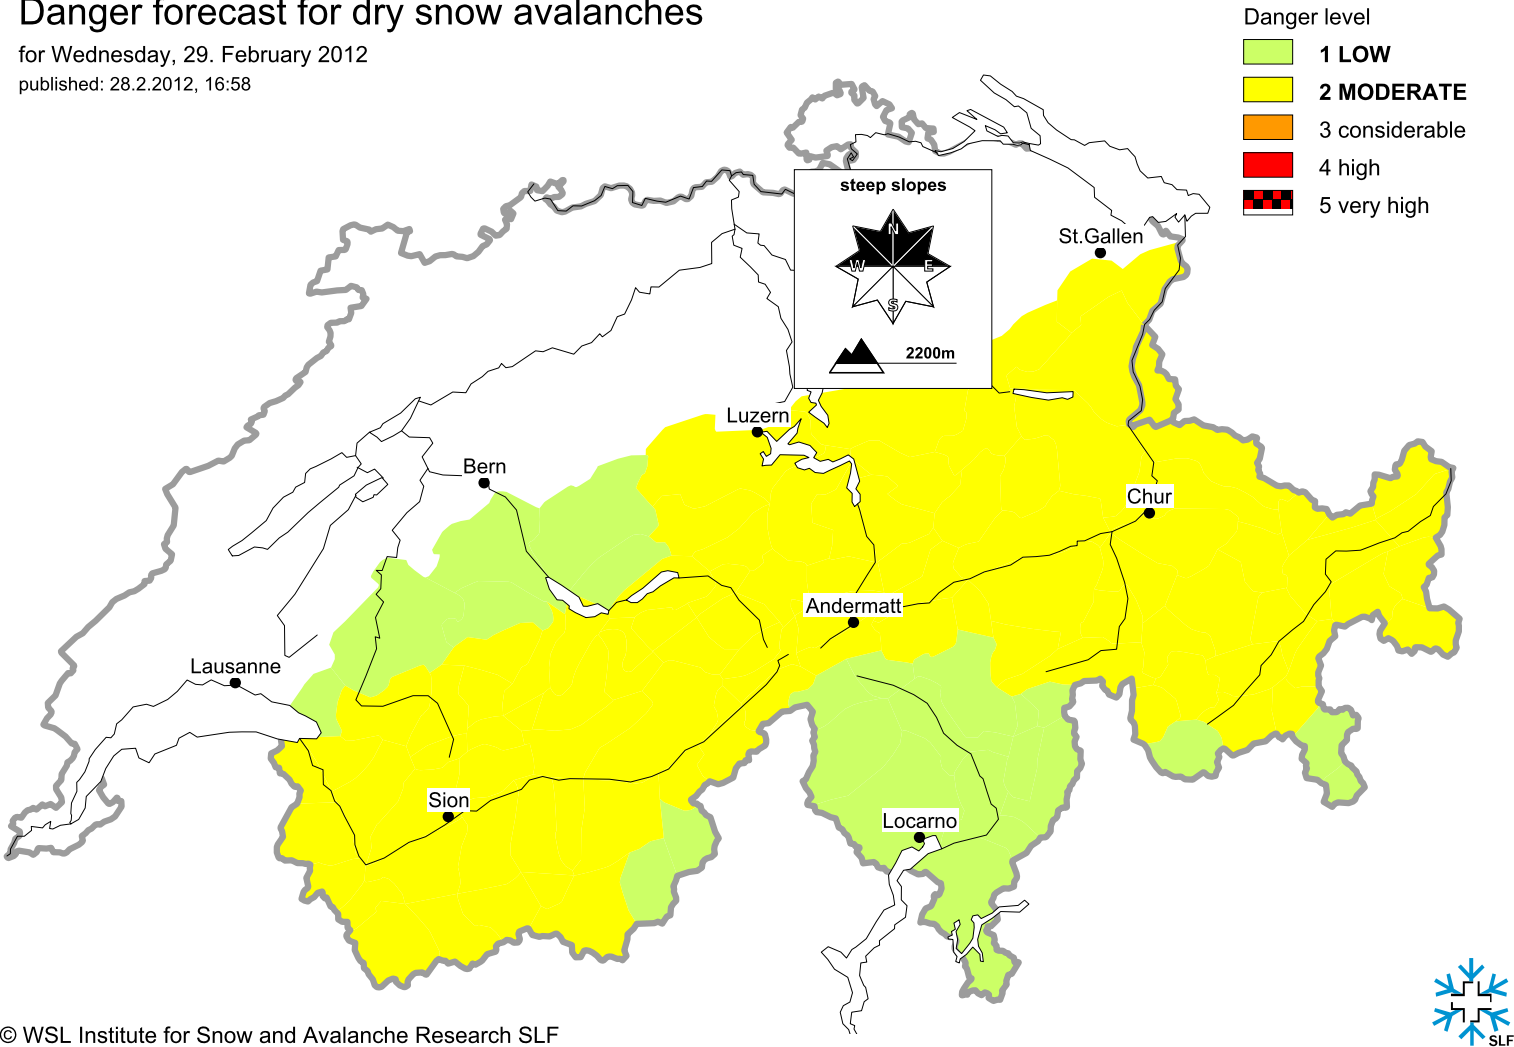 Danger forecast for dry snow avalanches
for Wednesday, 29. February 2012
published: 28.2.2012, 16:58
Danger level
1 LOW
2 MODERATE
3 considerable
4 high
5 very high
steep slopes
N
W E
S
2200m
St.Gallen
Luzern
Bern
Chur
Andermatt
Lausanne
Sion
Locarno
© WSL Institute for Snow and Avalanche Research SLF
SLF